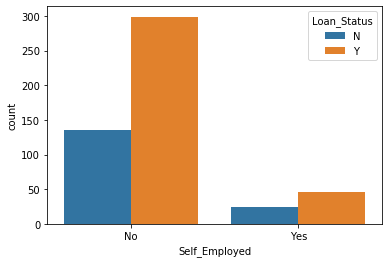 300
250
200
150
100
50
0
count
No
Yes
Self_Employed
Loan_Status
N
Y